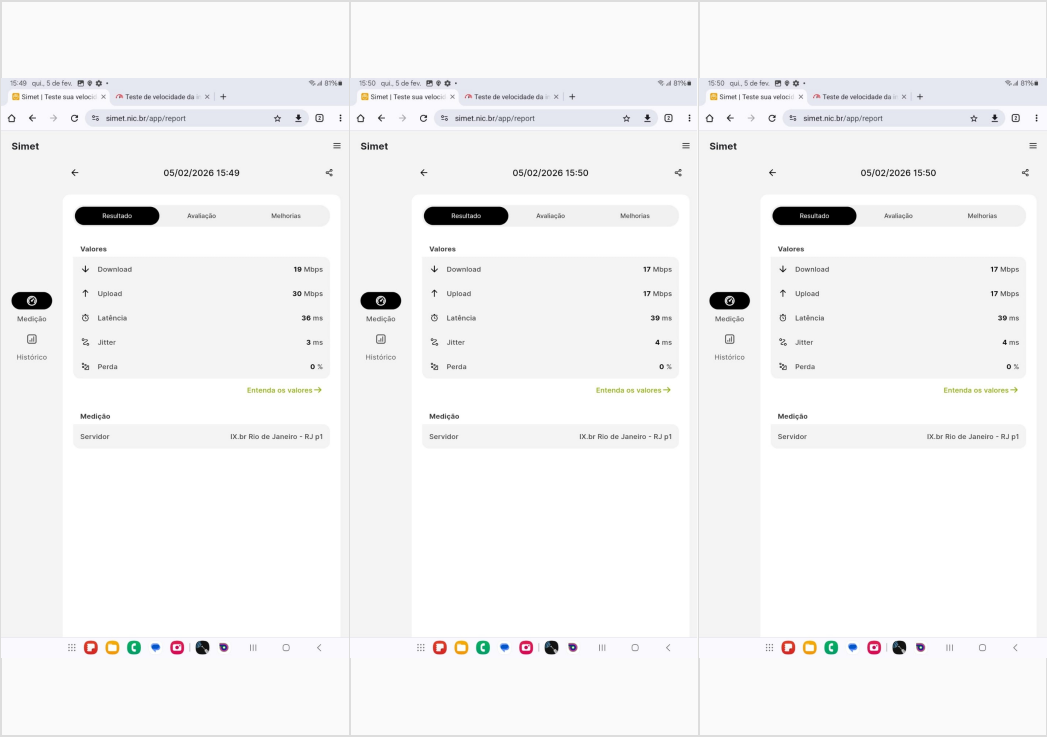 15:49 qui., 5 de fev.
81%
Simet | Teste sua veloci
Teste de velocidade da i
simet.nic.br/app/report
2
Simet
05/02/2026 15:49
Resultado Avaliação Melhorias
Valores
Download 19 Mbps
Upload 30 Mbps
Medição
Latência 36 ms
Histórico
Jitter 3 ms
Perda 0 %
Entenda os valores
Medição
Servidor IX.br Rio de Janeiro - RJ p1
15:50 qui., 5 de fev.
81%
Simet | Teste sua veloci
Teste de velocidade da i
simet.nic.br/app/report
2
Simet
05/02/2026 15:50
Resultado Avaliação Melhorias
Valores
Download 17 Mbps
Upload 17 Mbps
Medição
Latência 39 ms
Histórico
Jitter 4 ms
Perda 0 %
Entenda os valores
Medição
Servidor IX.br Rio de Janeiro - RJ p1
15:50 qui., 5 de fev.
81%
Simet | Teste sua veloci
Teste de velocidade da i
simet.nic.br/app/report
2
Simet
05/02/2026 15:50
Resultado Avaliação Melhorias
Valores
Download 17 Mbps
Upload 17 Mbps
Medição
Latência 39 ms
Histórico
Jitter 4 ms
Perda 0 %
Entenda os valores
Medição
Servidor IX.br Rio de Janeiro - RJ p1